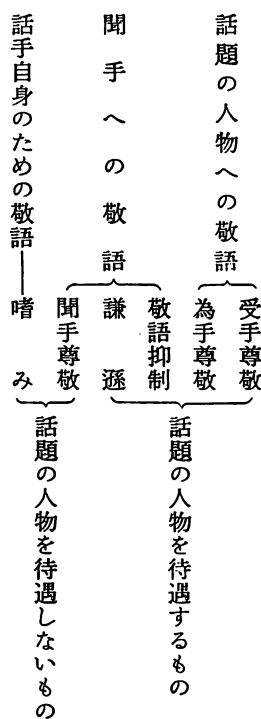 話題の人物への敬語
聞手への敬語
話手自身のための敬語――嗜み
受手尊敬
為手尊敬
敬語抑制
謙遜
聞手尊敬
話題の人物を待遇するもの
話題の人物を待遇しないもの